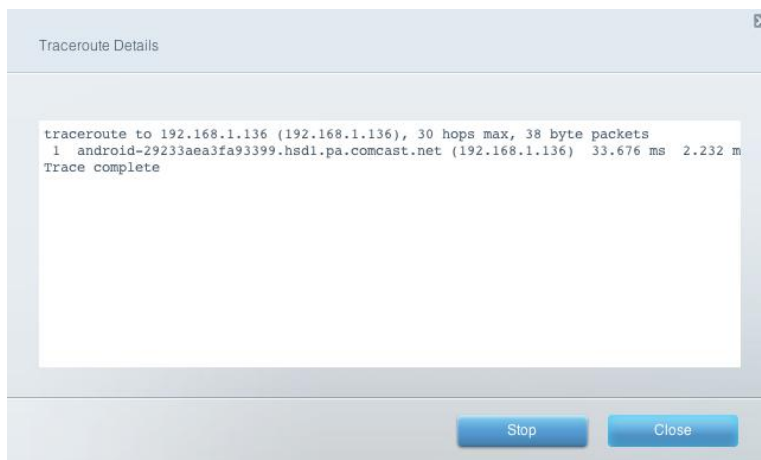 Traceroute Details
traceroute to 192.168.1.136 (192.168.1.136), 30 hops max, 38 byte packets
1 android-29233aea3fa93399.hsd1.pa.comcast.net (192.168.1.136) 33.676 ms 2.232 m
Trace complete
Stop Close